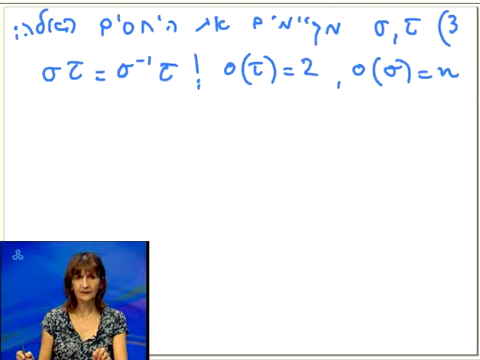 3) σ, τ מקיימים את היחסים הבאים:
o(σ) = n , o(τ) = 2 ! στ = σ⁻¹τ